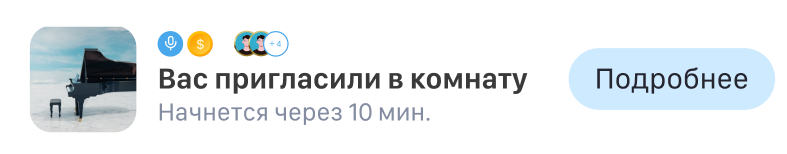 $
+4
Вас пригласили в комнату
Начнется через 10 мин.
Подробнее